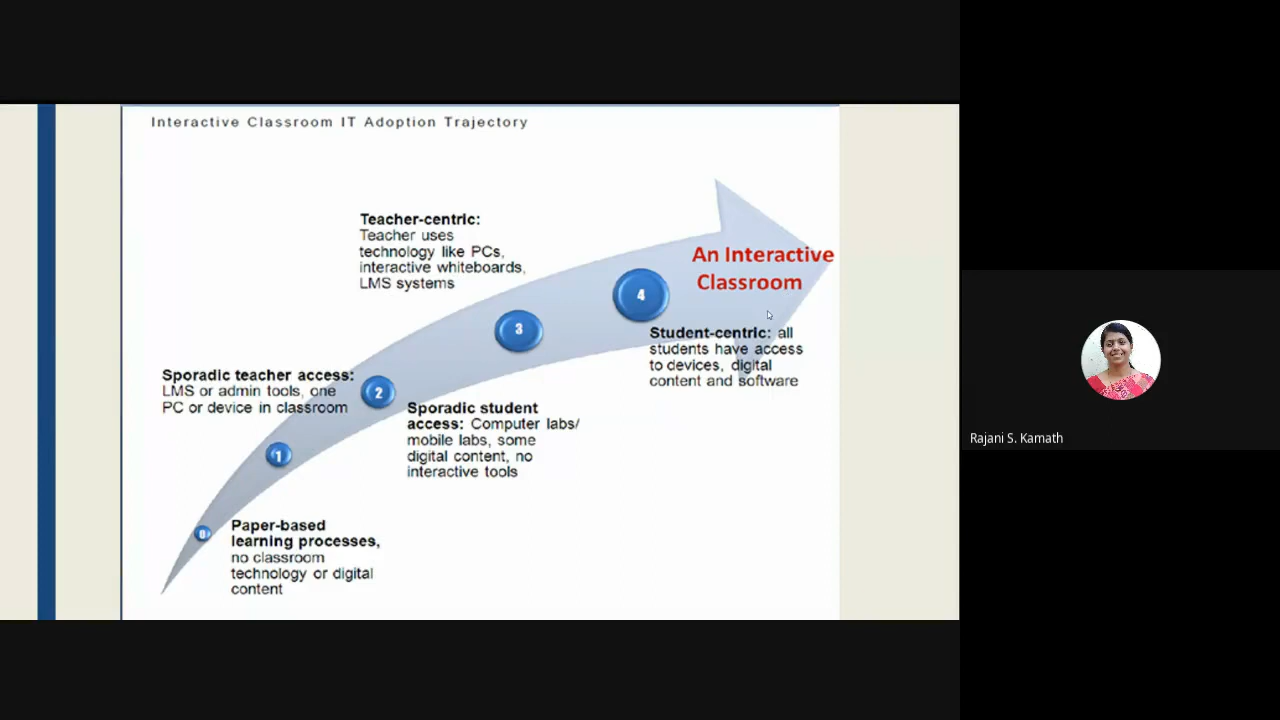 Interactive Classroom IT Adoption Trajectory
Teacher-centric:
Teacher uses
technology like PCs,
interactive whiteboards,
LMS systems
An Interactive
Classroom
4
3
Student-centric: all
students have access
to devices, digital
content and software
Sporadic teacher access:
LMS or admin tools, one
PC or device in classroom
2
Sporadic student
access: Computer labs/
mobile labs, some
digital content, no
interactive tools
1
0
Paper-based
learning processes,
no classroom
technology or digital
content
Rajani S. Kamath